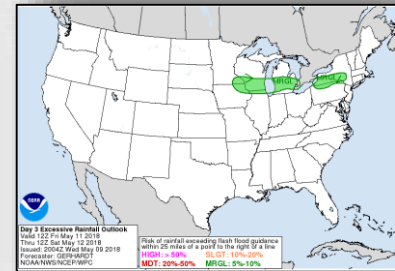 MRGL
MRGL
NOAA
Day 3 Excessive Rainfall Outlook
Valid 12Z Fri May 11 2018
Thru 12Z Sat May 12 2018
Issued: 2004Z Wed May 09 2018
Forecaster: GERHARDT
NOAA/NWS/NCEP/WPC
Risk of rainfall exceeding flash flood guidance
within 25 miles of a point to the right of a line
HIGH: > 50% SLGT: 10%-20%
MDT: 20%-50% MRGL: 5%-10%